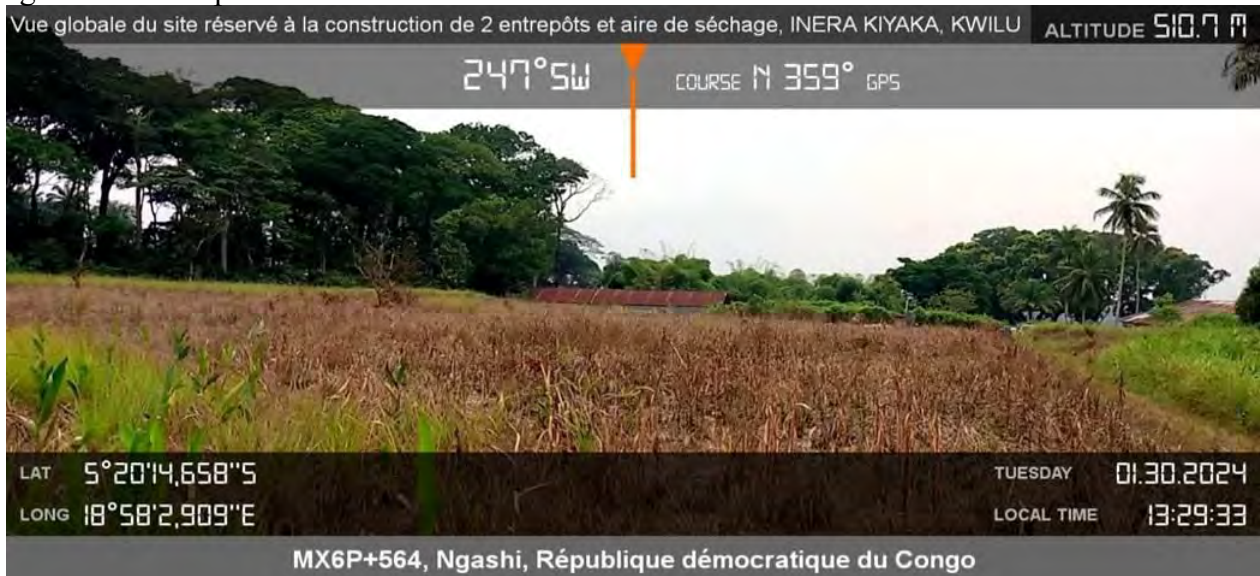 Vue globale du site réservé à la construction de 2 entrepôts et aire de séchage, INERA KIYAKA, KWILU
ALTITUDE 510.7 m
247°SW
COURSE N 359° GPS
LAT 5°20'14,658''S
LONG 18°58'2,909''E
TUESDAY 01.30.2024
LOCAL TIME 13:29:33
MX6P+564, Ngashi, République démocratique du Congo